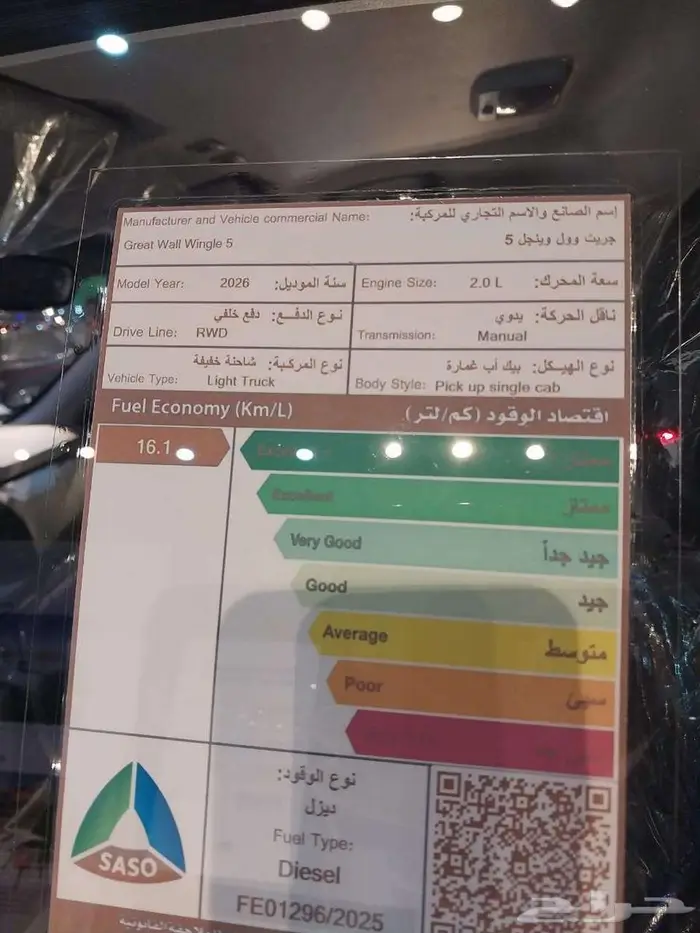 Manufacturer and Vehicle commercial Name: إسم الصانع والاسم التجاري للمركبة:
Great Wall Wingle 5 جريت وول وينجل 5
Model Year: 2026 سنة الموديل:
Engine Size: 2.0 L سعة المحرك:
نوع الدفع: دفع خلفي
Drive Line: RWD
ناقل الحركة: يدوي
Transmission: Manual
نوع المركبة: شاحنة خفيفة
Vehicle Type: Light Truck
نوع الهيكل: بيك أب غمارة
Body Style: Pick up single cab
Fuel Economy (Km/L) اقتصاد الوقود (كم/لتر)
16.1
Excellent ممتاز
Very Good جيد جداً
Good جيد
Average متوسط
Poor سيئ
SASO
نوع الوقود:
ديزل
Fuel Type:
Diesel
FE01296/2025
حراج